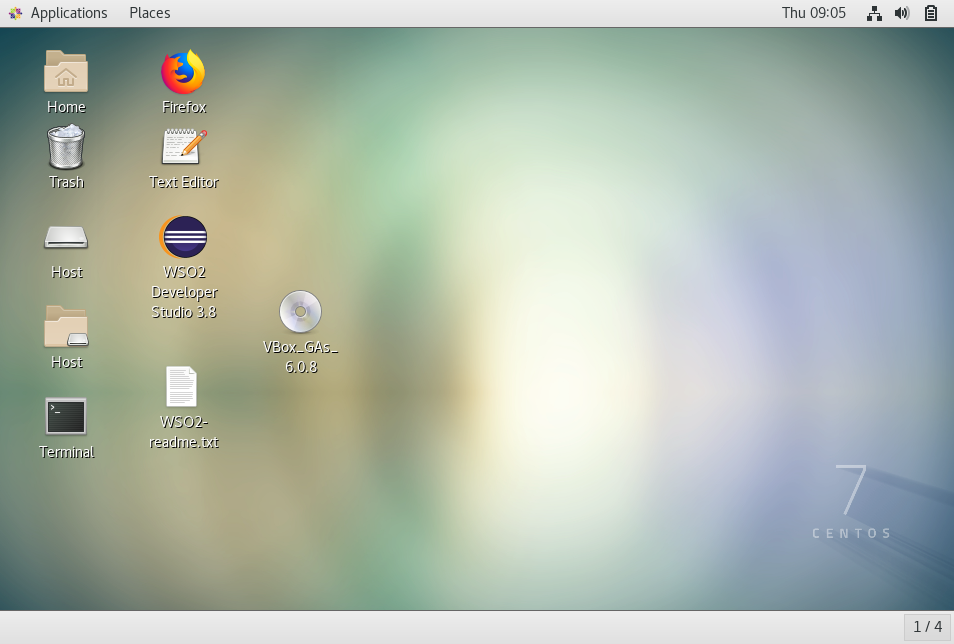 Applications Places Thu 09:05
Home
Firefox
Trash
Text Editor
Host
WSO2
Developer
Studio 3.8
Host
VBox_GAs_
6.0.8
WSO2-
readme.txt
Terminal
>_
7
CENTOS
1 / 4